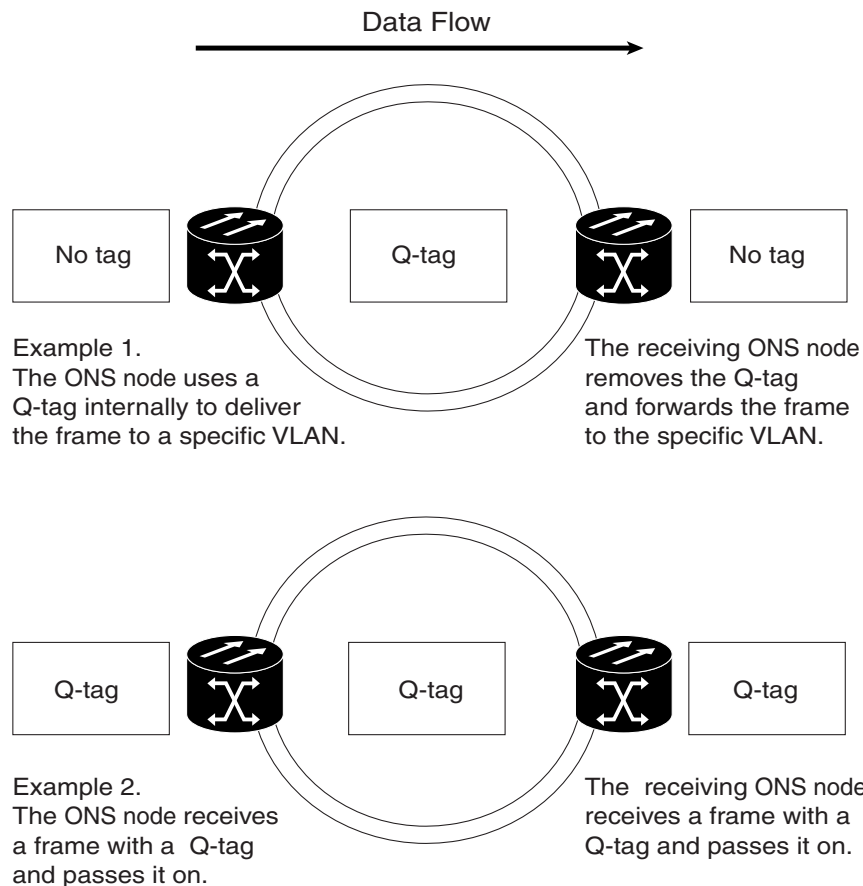 Data Flow
No tag
Q-tag
No tag
Example 1.
The ONS node uses a
Q-tag internally to deliver
the frame to a specific VLAN.
The receiving ONS node
removes the Q-tag
and forwards the frame
to the specific VLAN.
Q-tag
Q-tag
Q-tag
Example 2.
The ONS node receives
a frame with a Q-tag
and passes it on.
The receiving ONS node
receives a frame with a
Q-tag and passes it on.